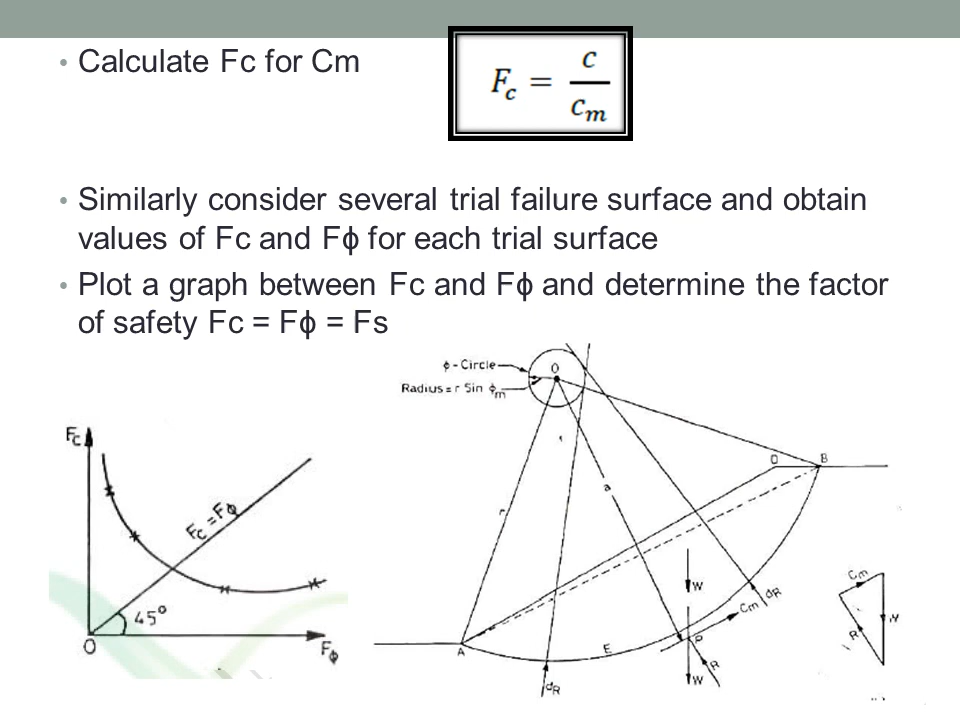 • Calculate Fc for Cm
F_c = c / c_m
• Similarly consider several trial failure surface and obtain
values of Fc and Fϕ for each trial surface
• Plot a graph between Fc and Fϕ and determine the factor
of safety Fc = Fϕ = Fs
ϕ-Circle
Radius = r Sin ϕm
O
D
B
r
a
W
Cm
dR
A
E
P
R
W
dR
Cm
W
R
Fc
Fc = Fϕ
45°
O
Fϕ